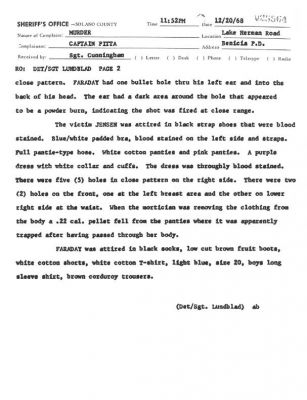 SHERIFF'S OFFICE —SOLANO COUNTY Time 11:52PM Date 12/20/68 V25564
Nature of Complaint MURDER Location Lake Herman Road
Complainant CAPTAIN PITTA Address Benicia P.D.
Received by: Sgt. Cunningham ( ) Letter ( ) Desk ( ) Phone ( ) Teletype ( ) Radio
RO: DET/SGT LUNDBLAD PAGE 2
close pattern. FARADAY had one bullet hole thru his left ear and into the
back of his head. The ear had a dark area around the hole that appeared
to be a powder burn, indicating the shot was fired at close range.
The victim JENSEN was attired in black strap shoes that were blood
stained. Blue/white padded bra, blood stained on the left side and straps.
Full pantie-type hose. White cotton panties and pink panties. A purple
dress with white collar and cuffs. The dress was throughly blood stained.
There were five (5) holes in close pattern on the right side. There were two
(2) holes on the front, one at the left breast area and the other on lower
right side at the waist. When the mortician was removing the clothing from
the body a .22 cal. pellet fell from the panties where it was apparently
trapped after having passed through her body.
FARADAY was attired in black socks, low cut brown fruit boots,
white cotton shorts, white cotton T-shirt, light blue, size 20, boys long
sleeve shirt, brown corduroy trousers.
(Det/Sgt. Lundblad) ab